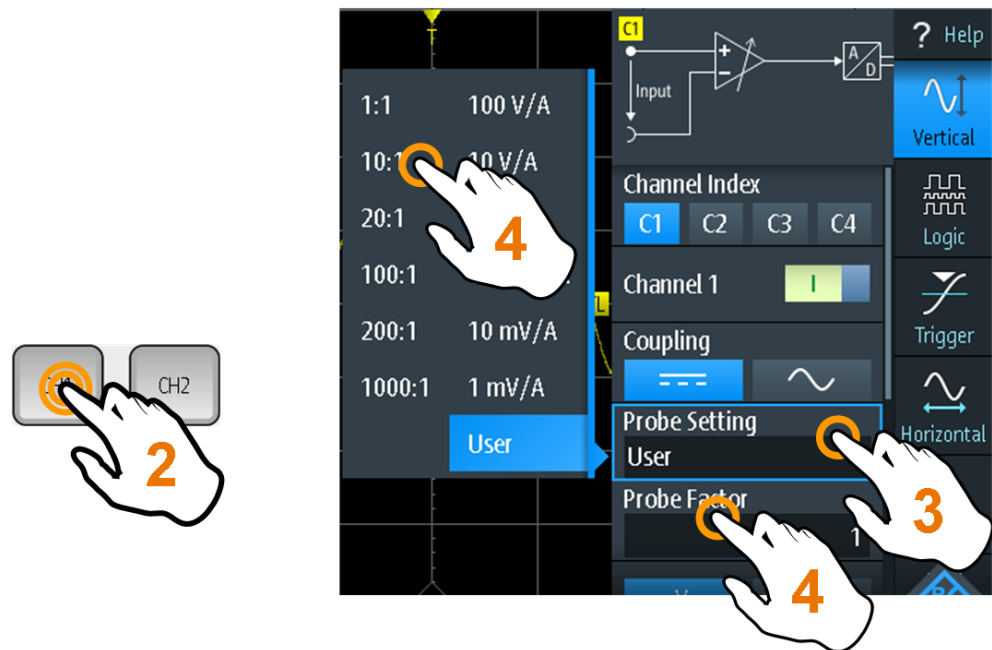 T
C1
Input
+
−
A
D
? Help
Vertical
Logic
Trigger
Horizontal
1:1 100 V/A
10:1 10 V/A
20:1
100:1
200:1 10 mV/A
1000:1 1 mV/A
User
4
Channel Index
C1 C2 C3 C4
Channel 1
I
Coupling
Probe Setting
User
3
Probe Factor
1
4
CH2
2